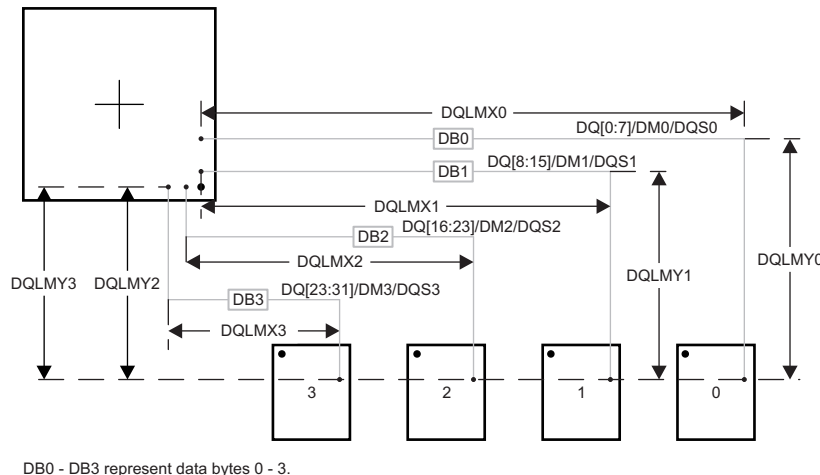 DQLMX0
DQ[0:7]/DM0/DQS0
DB0
DQ[8:15]/DM1/DQS1
DB1
DQLMX1
DQ[16:23]/DM2/DQS2
DB2
DQLMY0
DQLMX2
DQLMY3
DQLMY2
DQLMY1
DQ[23:31]/DM3/DQS3
DB3
DQLMX3
3
2
1
0
DB0 - DB3 represent data bytes 0 - 3.